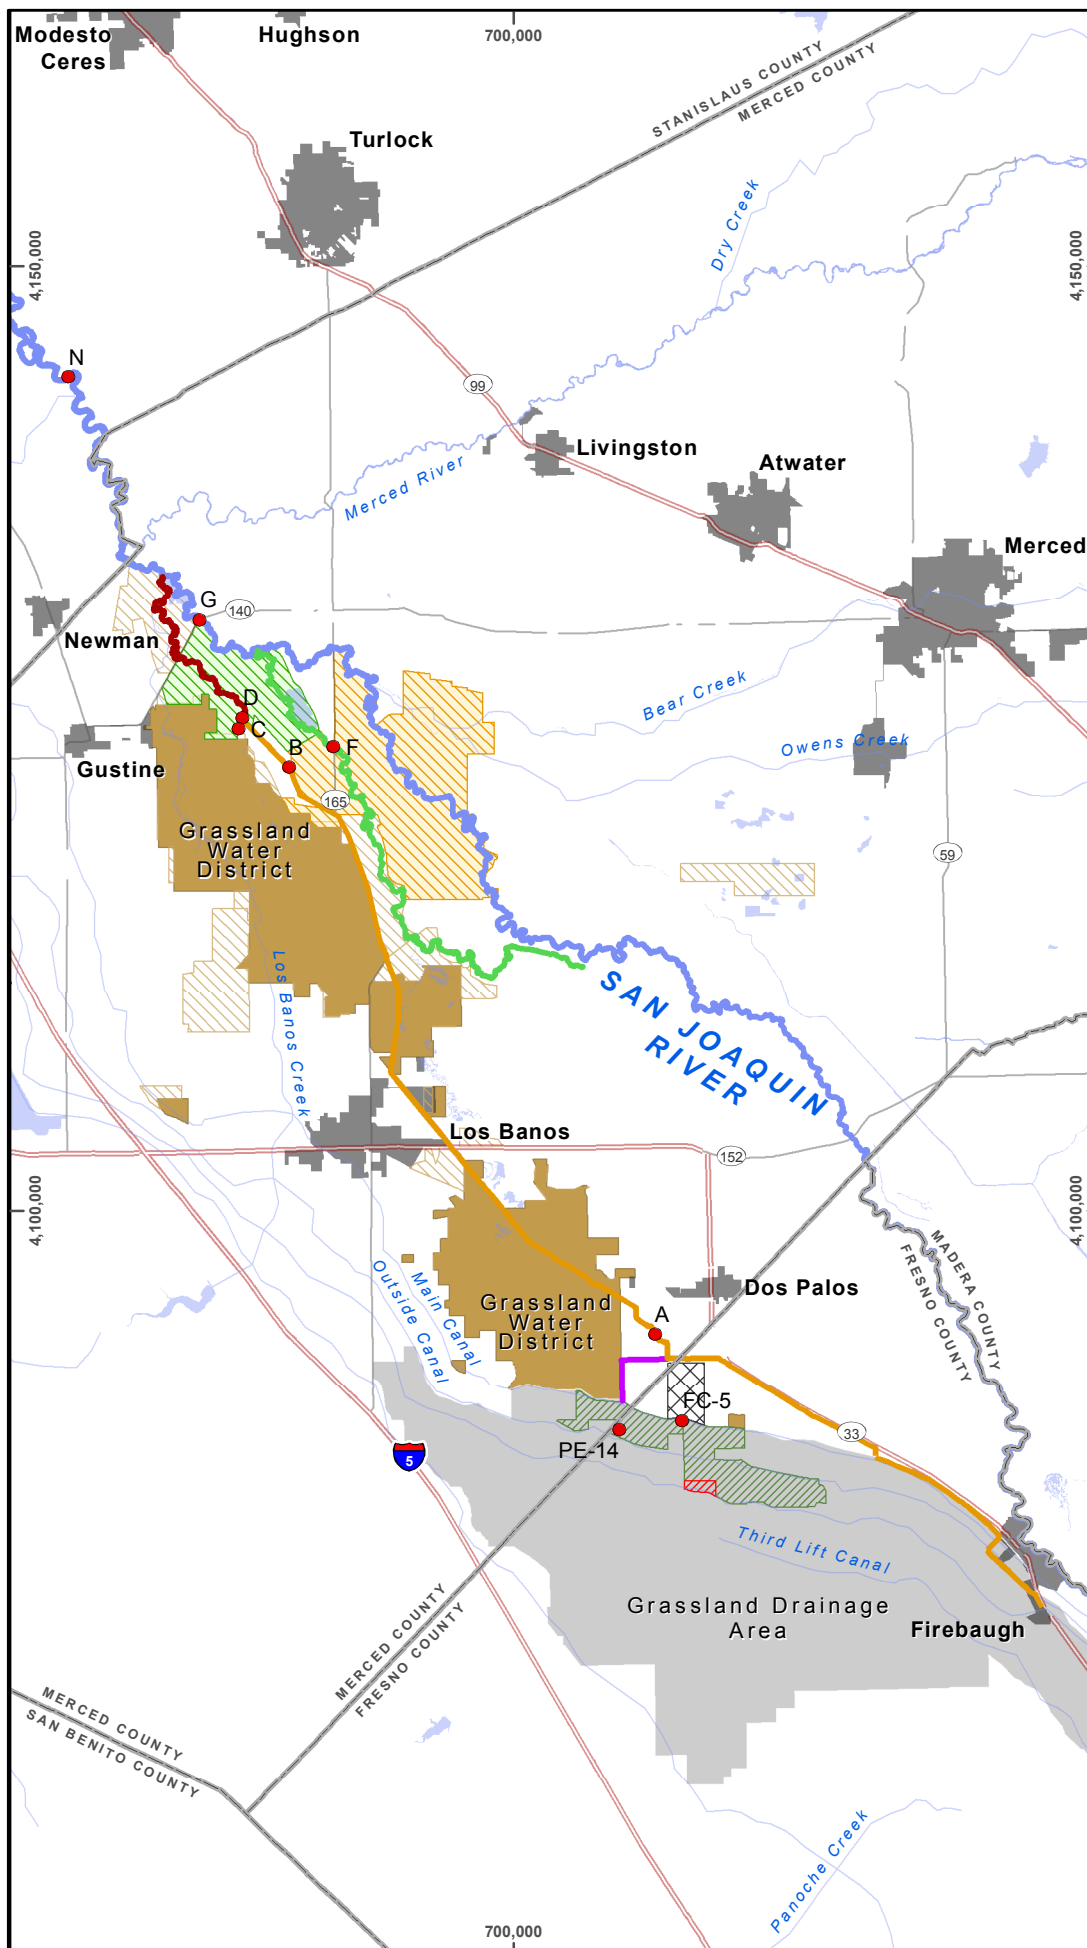 Modesto
Ceres
Hughson
700,000
STANISLAUS COUNTY
MERCED COUNTY
Turlock
Dry Creek
4,150,000
4,150,000
N
99
Livingston
Merced River
Atwater
Merced
G
140
Newman
Bear Creek
D
C
B
F
Owens Creek
Gustine
165
Grassland
Water
District
59
Los Banos Creek
SAN JOAQUIN
RIVER
Los Banos
152
4,100,000
4,100,000
MADERA COUNTY
FRESNO COUNTY
Main Canal
Outside Canal
Dos Palos
Grassland
Water
District
A
FC-5
PE-14
33
5
Third Lift Canal
Grassland Drainage
Area
Firebaugh
MERCED COUNTY
FRESNO COUNTY
MERCED COUNTY
SAN BENITO COUNTY
Panoche Creek
700,000